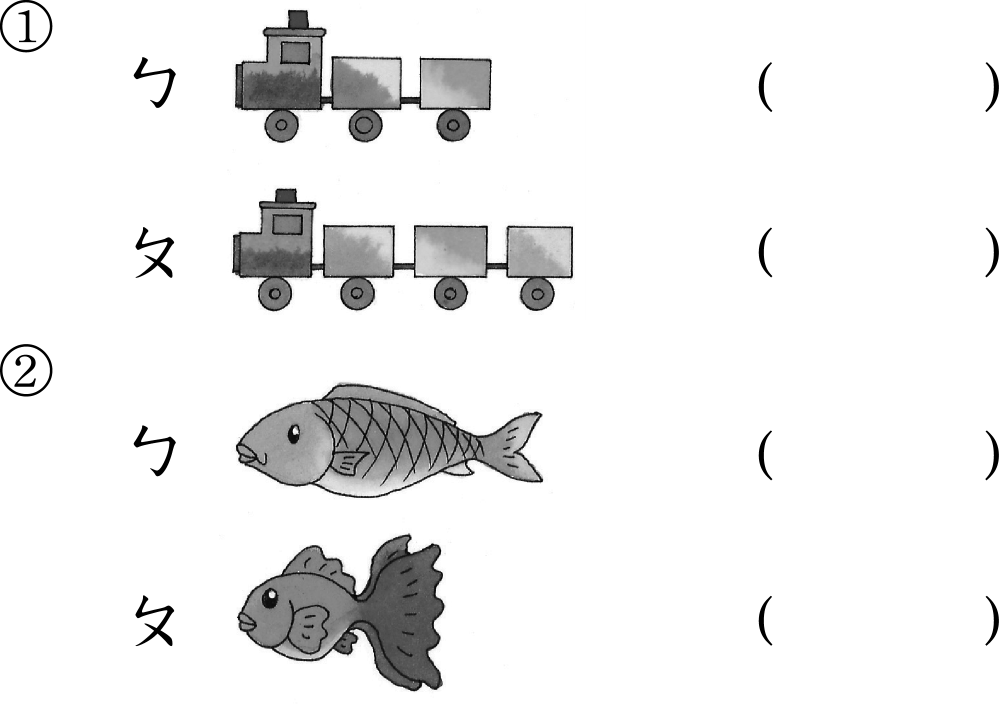 ①
ㄅ (　　　)
ㄆ (　　　)
②
ㄅ (　　　)
ㄆ (　　　)